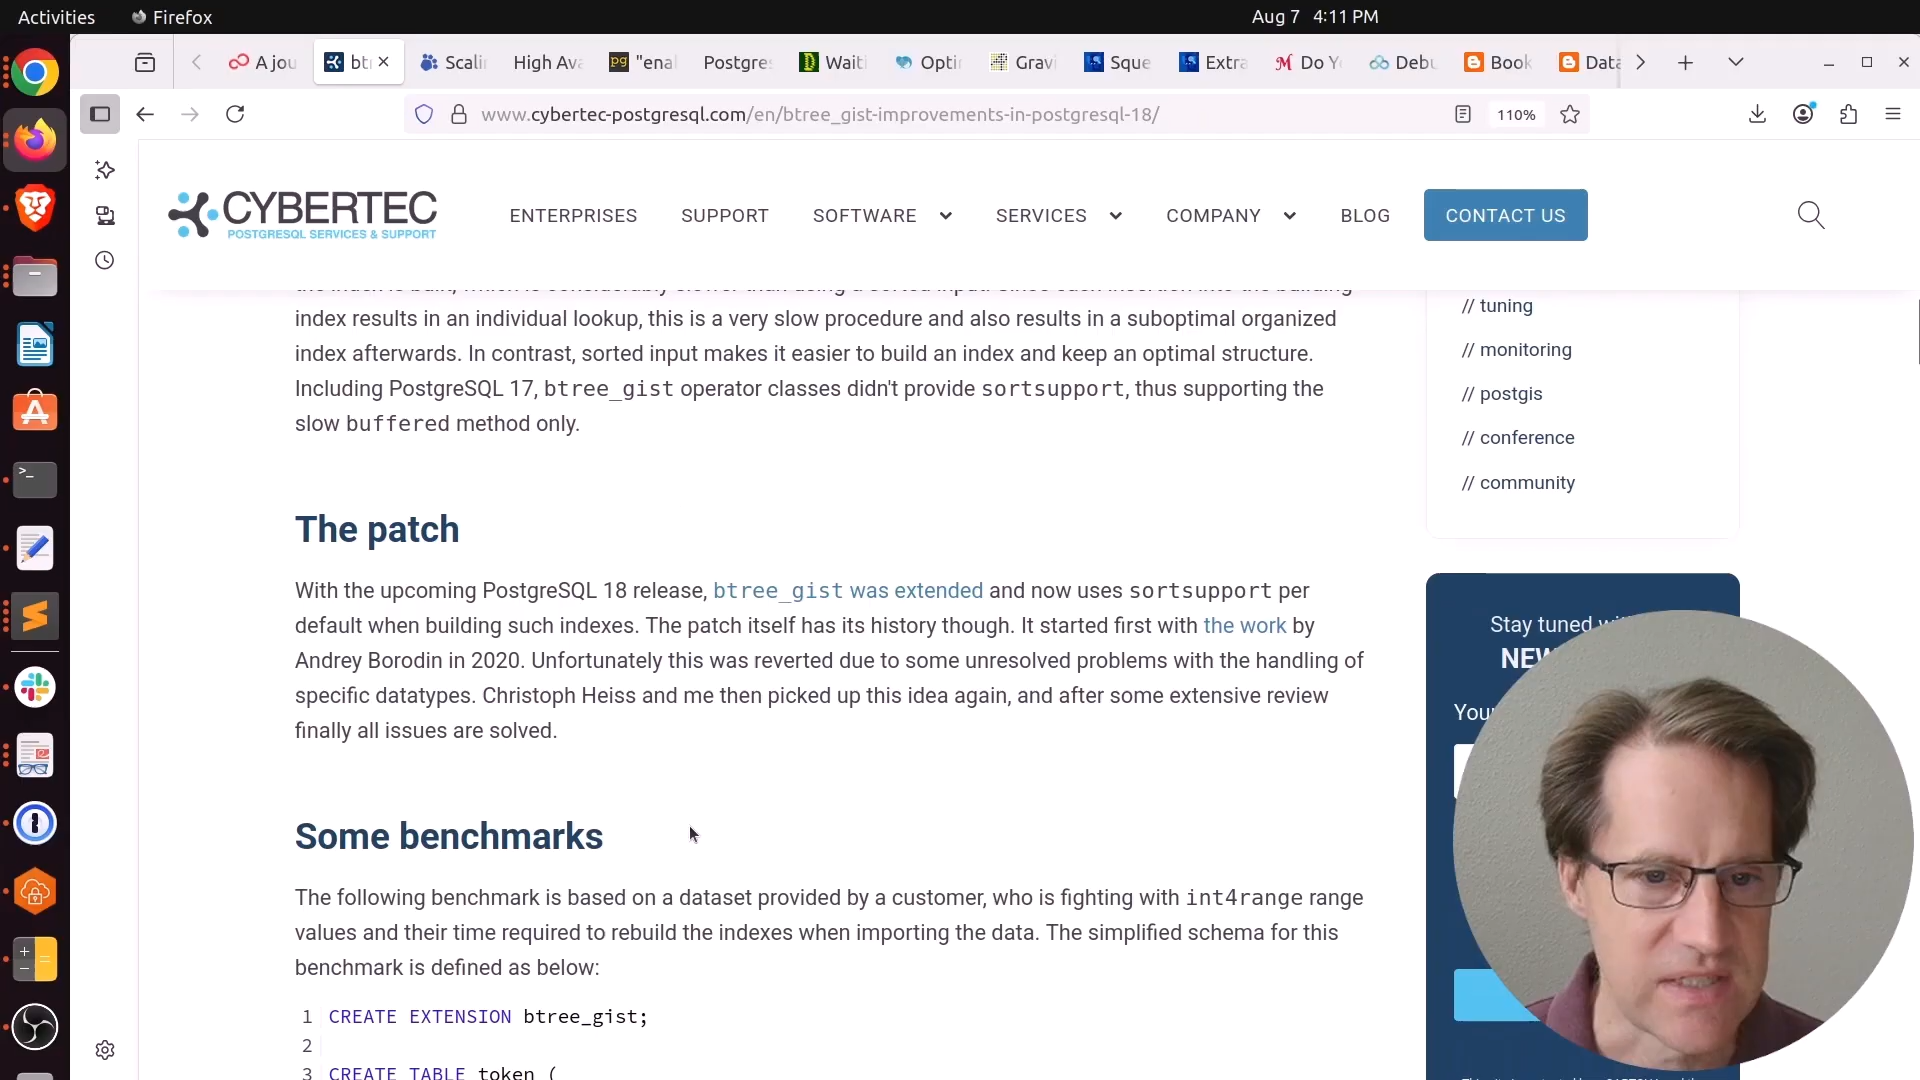 Activities
Firefox
Aug 7 4:11 PM
A jou
bt
Scali
High Ava
pg "ena
Postgres
Waiti
Opti
Gravi
Sque
Extra
Do Y
Debu
Book
Data
www.cybertec-postgresql.com/en/btree_gist-improvements-in-postgresql-18/
110%
CYBERTEC
POSTGRESQL SERVICES & SUPPORT
ENTERPRISES
SUPPORT
SOFTWARE
SERVICES
COMPANY
BLOG
CONTACT US
index results in an individual lookup, this is a very slow procedure and also results in a suboptimal organized
index afterwards. In contrast, sorted input makes it easier to build an index and keep an optimal structure.
Including PostgreSQL 17, btree_gist operator classes didn't provide sortsupport, thus supporting the
slow buffered method only.
The patch
With the upcoming PostgreSQL 18 release, btree_gist was extended and now uses sortsupport per
default when building such indexes. The patch itself has its history though. It started first with the work by
Andrey Borodin in 2020. Unfortunately this was reverted due to some unresolved problems with the handling of
specific datatypes. Christoph Heiss and me then picked up this idea again, and after some extensive review
finally all issues are solved.
Some benchmarks
The following benchmark is based on a dataset provided by a customer, who is fighting with int4range range
values and their time required to rebuild the indexes when importing the data. The simplified schema for this
benchmark is defined as below:
1 CREATE EXTENSION btree_gist;
2
3 CREATE TABLE token (
// tuning
// monitoring
// postgis
// conference
// community
Stay tuned
NEW
Your